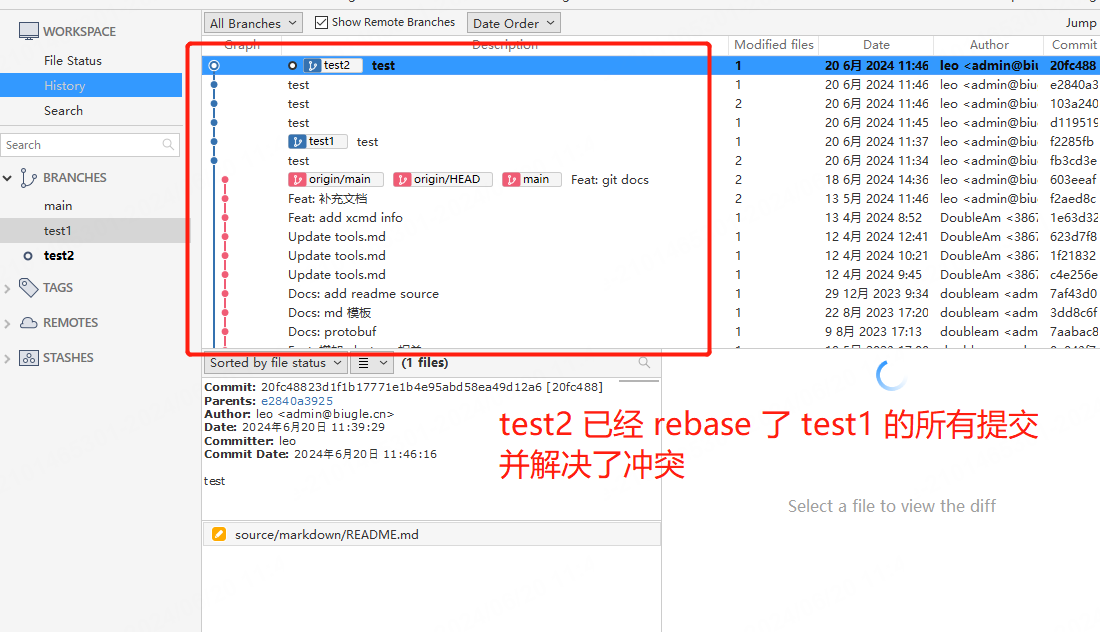 WORKSPACE
File Status
History
Search
Search
BRANCHES
main
test1
test2
TAGS
REMOTES
STASHES
All Branches
Show Remote Branches
Date Order
Jump
Graph Description Modified files Date Author Commit
test2 test 1 20 6月 2024 11:46 leo <admin@biu 20fc488
test 1 20 6月 2024 11:46 leo <admin@biug e2840a3
test 2 20 6月 2024 11:46 leo <admin@biug 103a240
test 1 20 6月 2024 11:46 leo <admin@biug d119519
test1 test 1 20 6月 2024 11:37 leo <admin@biug f2285fb
test 2 20 6月 2024 11:34 leo <admin@biug fb3cd3e
origin/main origin/HEAD main Feat: git docs 2 18 6月 2024 14:36 leo <admin@biug 603eeaf
Feat: 补充文档 2 13 5月 2024 11:46 leo <admin@biug f2aed8c
Feat: add xcmd info 1 13 4月 2024 8:52 DoubleAm <3867 1e63d32
Update tools.md 1 12 4月 2024 12:41 DoubleAm <3867 623d7f8
Update tools.md 1 12 4月 2024 10:21 DoubleAm <3867 1f21832
Update tools.md 1 12 4月 2024 9:45 DoubleAm <3867 c4e256e
Docs: add readme source 1 29 12月 2023 9:34 doubleam <adm 7af43d0
Docs: md 模板 1 22 8月 2023 17:20 doubleam <adm 3dd8c6f
Docs: protobuf 1 9 8月 2023 17:13 doubleam <adm 7aabac8
Sorted by file status
(1 files)
Commit: 20fc48823d1f1b17771e1b4e95abd58ea49d12a6 [20fc488]
Parents: e2840a3925
Author: leo <admin@biugle.cn>
Date: 2024年6月20日 11:39:29
Committer: leo
Commit Date: 2024年6月20日 11:46:16
test
source/markdown/README.md
test2 已经 rebase 了 test1 的所有提交
并解决了冲突
Select a file to view the diff